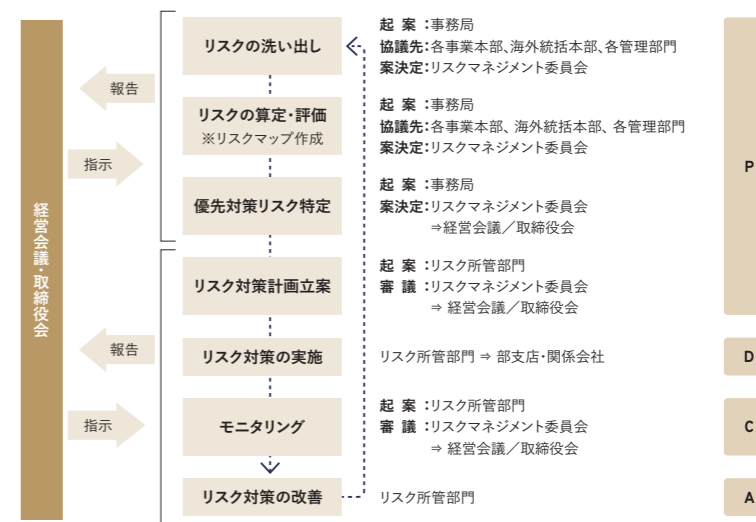 経営会議・取締役会
報告
指示
報告
指示
リスクの洗い出し
起 案 ：事務局
協議先：各事業本部、海外統括本部、各管理部門
案決定：リスクマネジメント委員会
リスクの算定・評価
※リスクマップ作成
起 案 ：事務局
協議先：各事業本部、海外統括本部、各管理部門
案決定：リスクマネジメント委員会
優先対策リスク特定
起 案 ：事務局
案決定：リスクマネジメント委員会
⇒経営会議／取締役会
リスク対策計画立案
起 案 ：リスク所管部門
審 議 ：リスクマネジメント委員会
⇒ 経営会議／取締役会
P
リスク対策の実施
リスク所管部門 ⇒ 部支店・関係会社
D
モニタリング
起 案 ：リスク所管部門
審 議 ：リスクマネジメント委員会
⇒ 経営会議／取締役会
C
リスク対策の改善
リスク所管部門
A